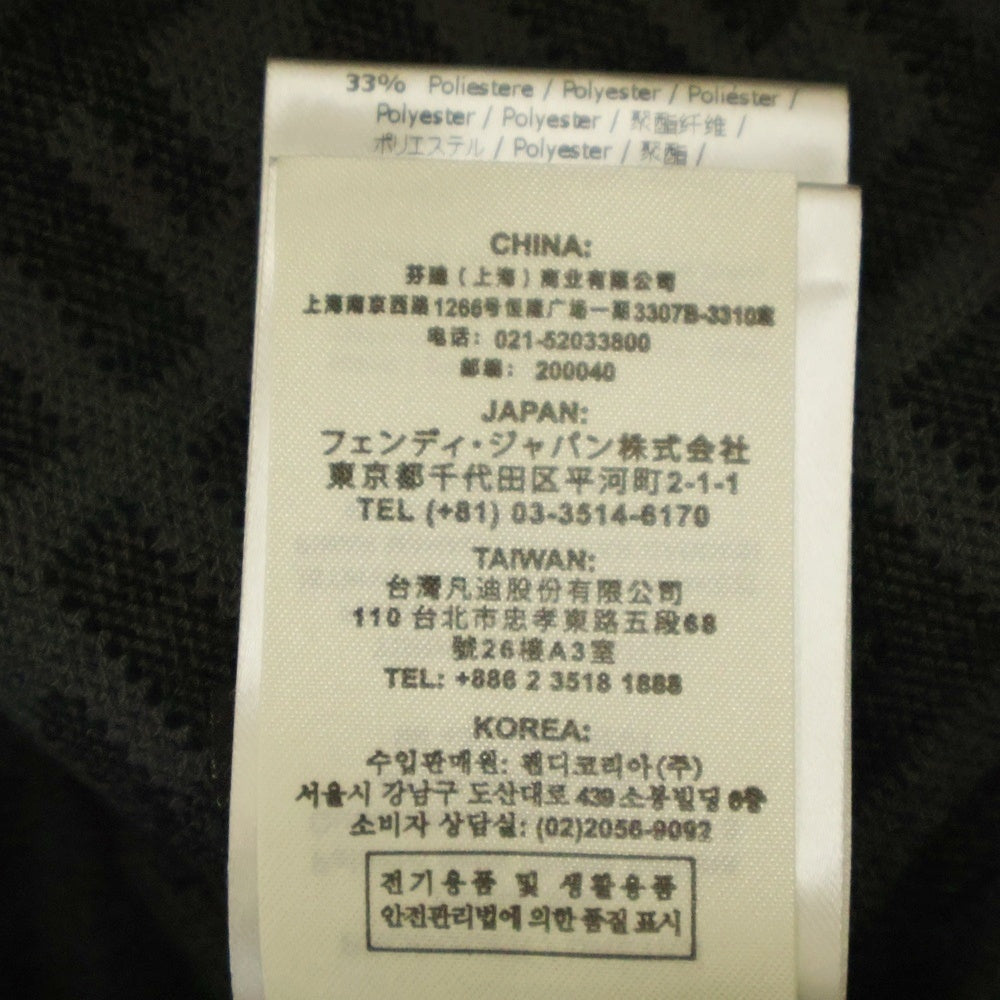 33% Poliestere / Polyester / Poliéster /
Polyester / Polyester / 聚酯纤维 /
ポリエステル / Polyester / 聚酯 /
CHINA:
芬迪（上海）商业有限公司
上海南京西路1266号恒隆广场一期3307B-3310室
电话: 021-52033800
邮编: 200040
JAPAN:
フェンディ・ジャパン株式会社
東京都千代田区平河町2-1-1
TEL (+81) 03-3514-6170
TAIWAN:
台灣凡迪股份有限公司
110 台北市忠孝東路五段68
號26樓A3室
TEL: +886 2 3518 1888
KOREA:
수입판매원: 펜디코리아(주)
서울시 강남구 도산대로 439 소봉빌딩 6층
소비자 상담실: (02)2056-9092
전기용품 및 생활용품
안전관리법에 의한 품질 표시